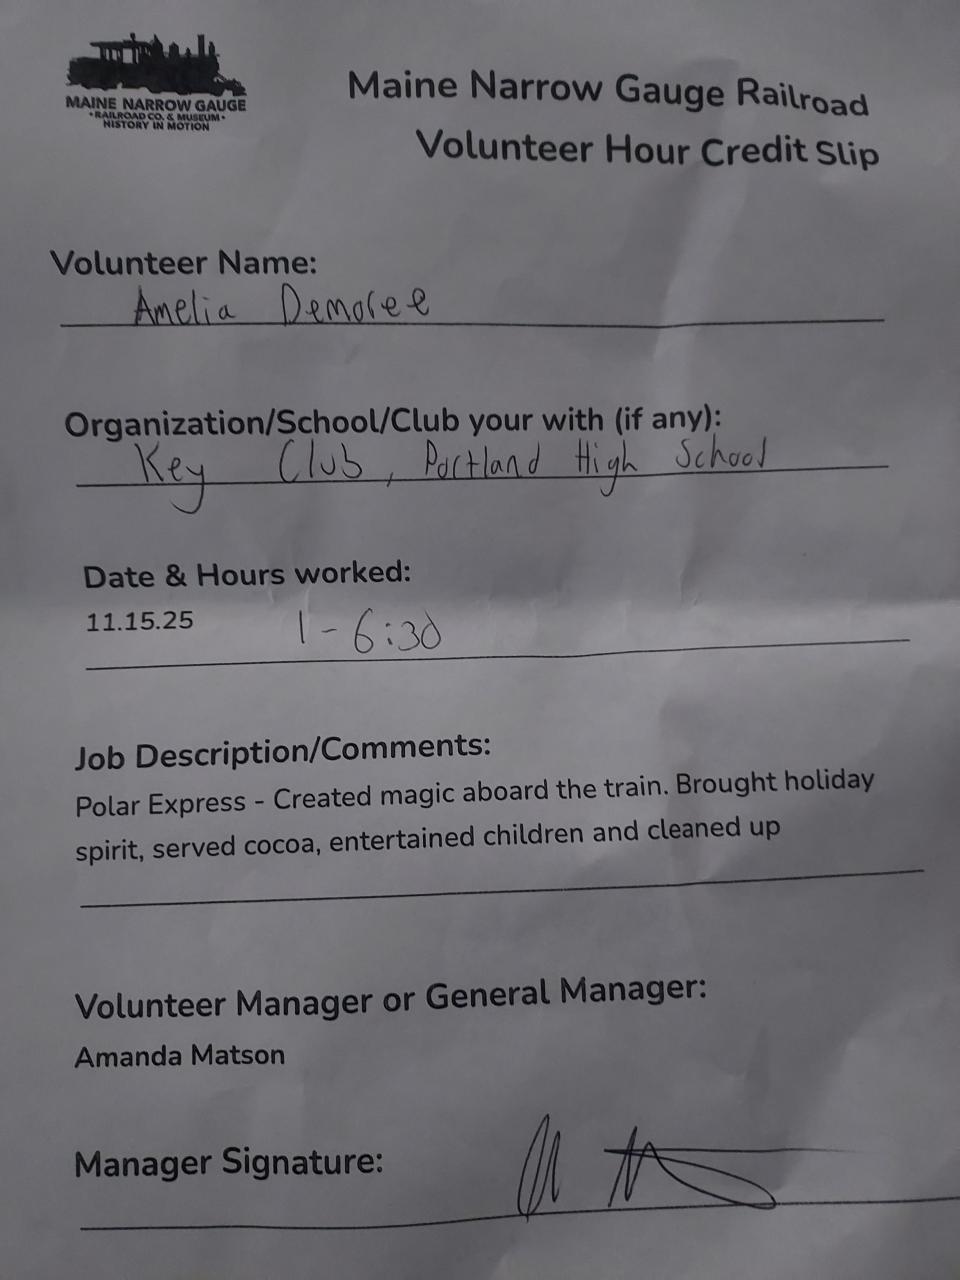 MAINE NARROW GAUGE
•RAILROAD CO. & MUSEUM•
HISTORY IN MOTION
Maine Narrow Gauge Railroad
Volunteer Hour Credit Slip
Volunteer Name:
Amelia Demoree
Organization/School/Club your with (if any):
Key Club, Portland High School
Date & Hours worked:
11.15.25 1-6:30
Job Description/Comments:
Polar Express - Created magic aboard the train. Brought holiday
spirit, served cocoa, entertained children and cleaned up
Volunteer Manager or General Manager:
Amanda Matson
Manager Signature: